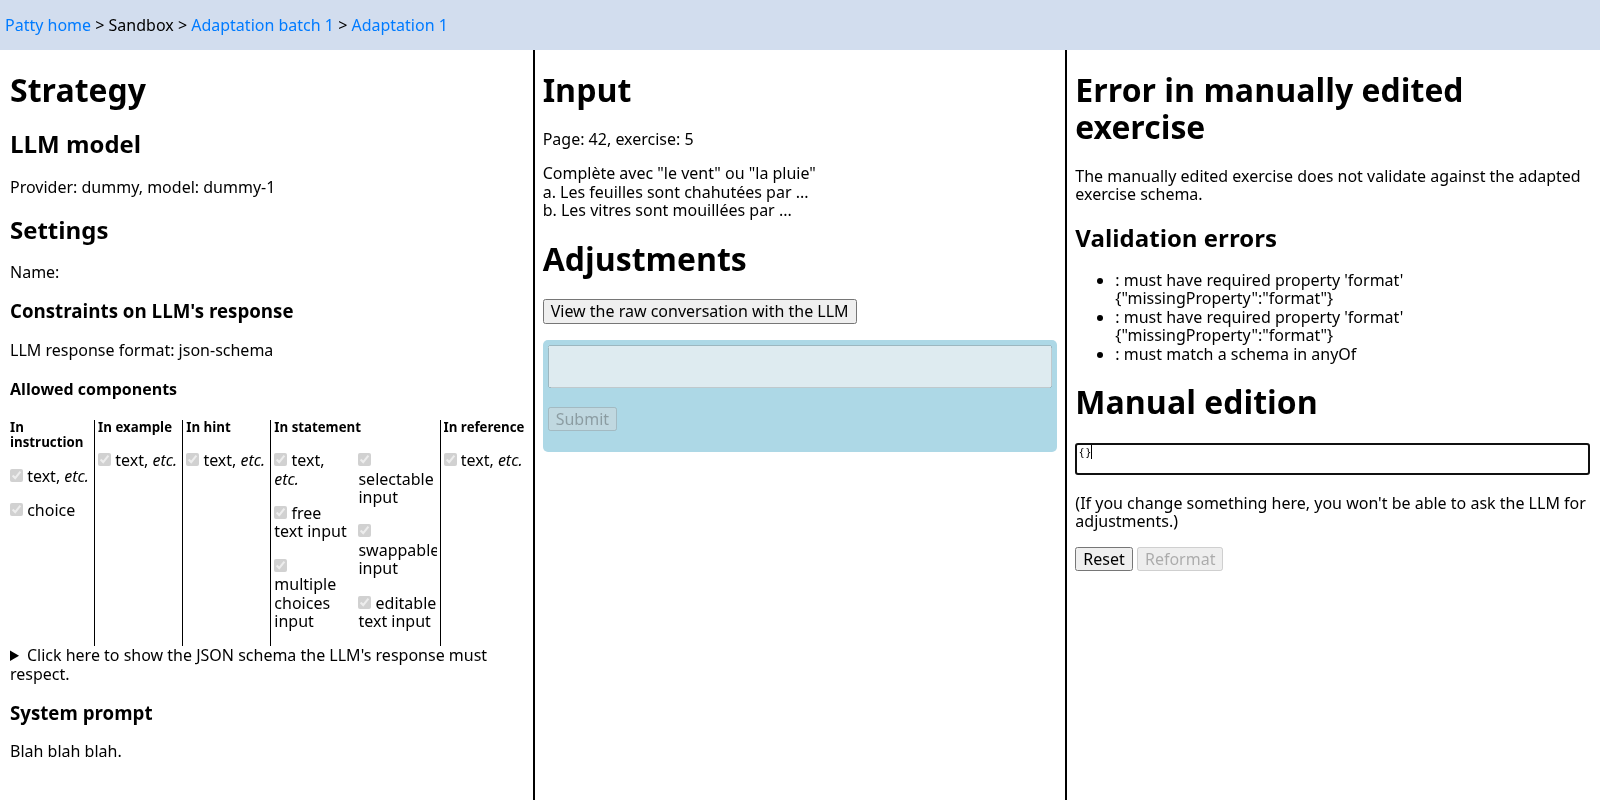 Patty home > Sandbox > Adaptation batch 1 > Adaptation 1
Strategy
LLM model
Provider: dummy, model: dummy-1
Settings
Name:
Constraints on LLM's response
LLM response format: json-schema
Allowed components
In
instruction
text, etc.
choice
In example
text, etc.
In hint
text, etc.
In statement
text,
etc.
free
text input
multiple
choices
input
selectable
input
swappable
input
editable
text input
In reference
text, etc.
Click here to show the JSON schema the LLM's response must
respect.
System prompt
Blah blah blah.
Input
Page: 42, exercise: 5
Complète avec "le vent" ou "la pluie"
a. Les feuilles sont chahutées par ...
b. Les vitres sont mouillées par ...
Adjustments
View the raw conversation with the LLM
Submit
Error in manually edited
exercise
The manually edited exercise does not validate against the adapted
exercise schema.
Validation errors
: must have required property 'format'
{"missingProperty":"format"}
: must have required property 'format'
{"missingProperty":"format"}
: must match a schema in anyOf
Manual edition
{}
(If you change something here, you won't be able to ask the LLM for
adjustments.)
Reset Reformat